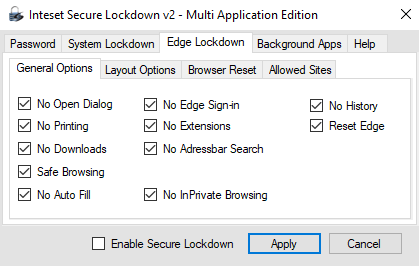 Inteset Secure Lockdown v2 - Multi Application Edition
Password System Lockdown Edge Lockdown Background Apps Help
General Options Layout Options Browser Reset Allowed Sites
No Open Dialog No Edge Sign-in No History
No Printing No Extensions Reset Edge
No Downloads No Adressbar Search
Safe Browsing
No Auto Fill No InPrivate Browsing
Enable Secure Lockdown Apply Cancel